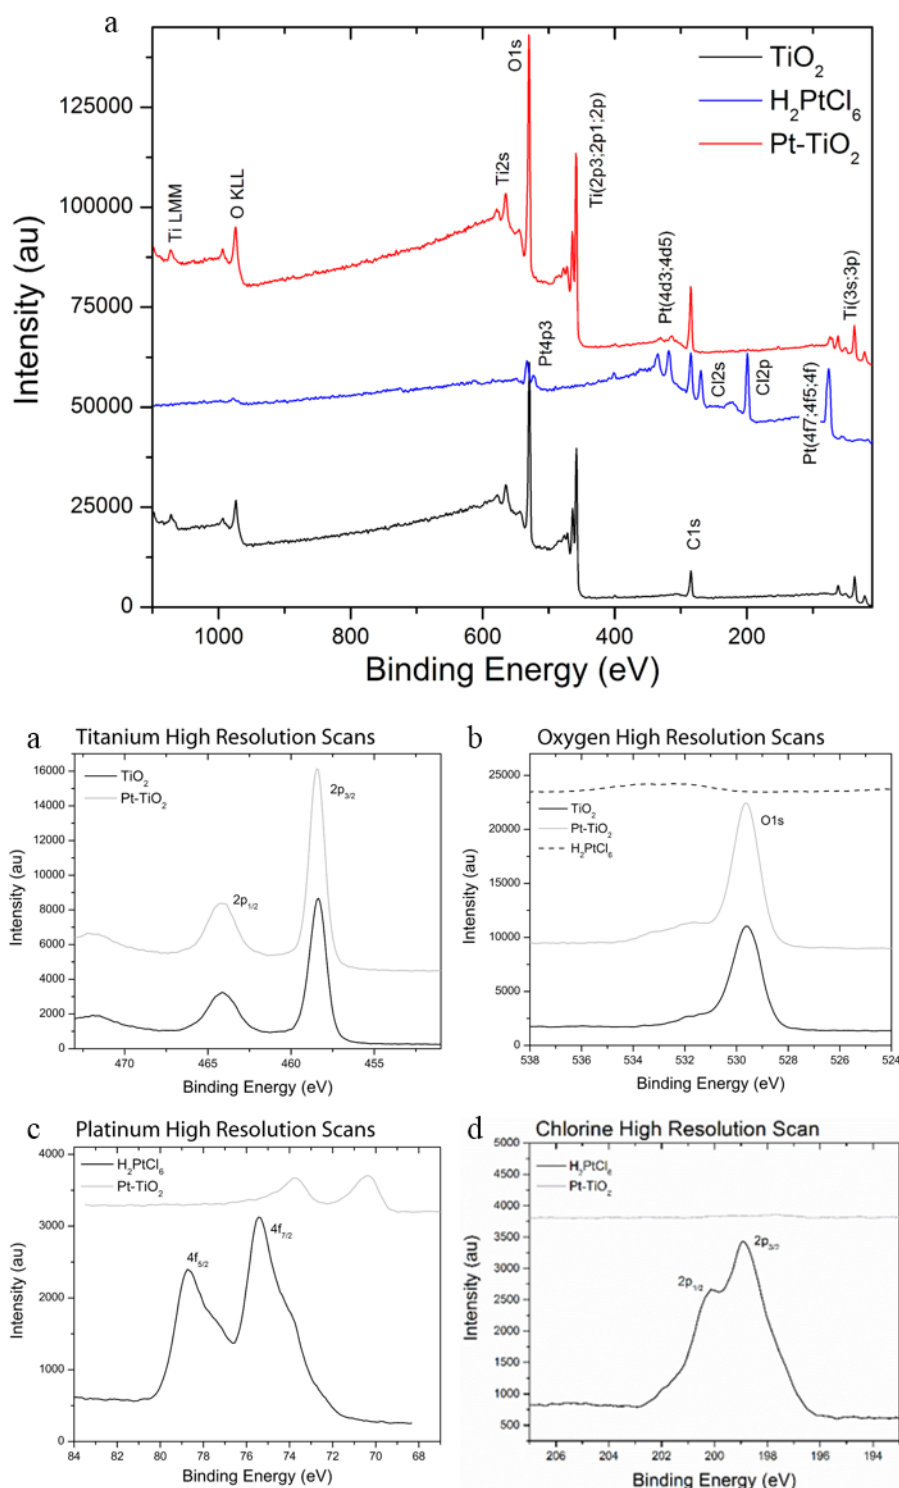 a
TiO2
H2PtCl6
Pt-TiO2
Ti LMM
O KLL
Ti2s
O1s
Ti(2p3;2p1;2p)
Pt4p3
Pt(4d3;4d5)
Cl2s
Cl2p
Pt(4f7;4f5;4f)
Ti(3s;3p)
C1s
Intensity (au)
125000
100000
75000
50000
25000
0
1000 800 600 400 200
Binding Energy (eV)
a Titanium High Resolution Scans
TiO2
Pt-TiO2
2p3/2
2p1/2
Intensity (au)
16000
14000
12000
10000
8000
6000
4000
2000
0
470 465 460 455
Binding Energy (eV)
b Oxygen High Resolution Scans
TiO2
Pt-TiO2
H2PtCl6
O1s
Intensity (au)
25000
20000
15000
10000
5000
0
538 536 534 532 530 528 526 524
Binding Energy (eV)
c Platinum High Resolution Scans
H2PtCl6
Pt-TiO2
4f5/2
4f7/2
Intensity (au)
4000
3000
2000
1000
0
84 82 80 78 76 74 72 70 68
Binding Energy (eV)
d Chlorine High Resolution Scan
H2PtCl6
Pt-TiO2
2p1/2
2p3/2
Intensity (au)
5000
4500
4000
3500
3000
2500
2000
1500
1000
500
206 204 202 200 198 196 194
Binding Energy (eV)